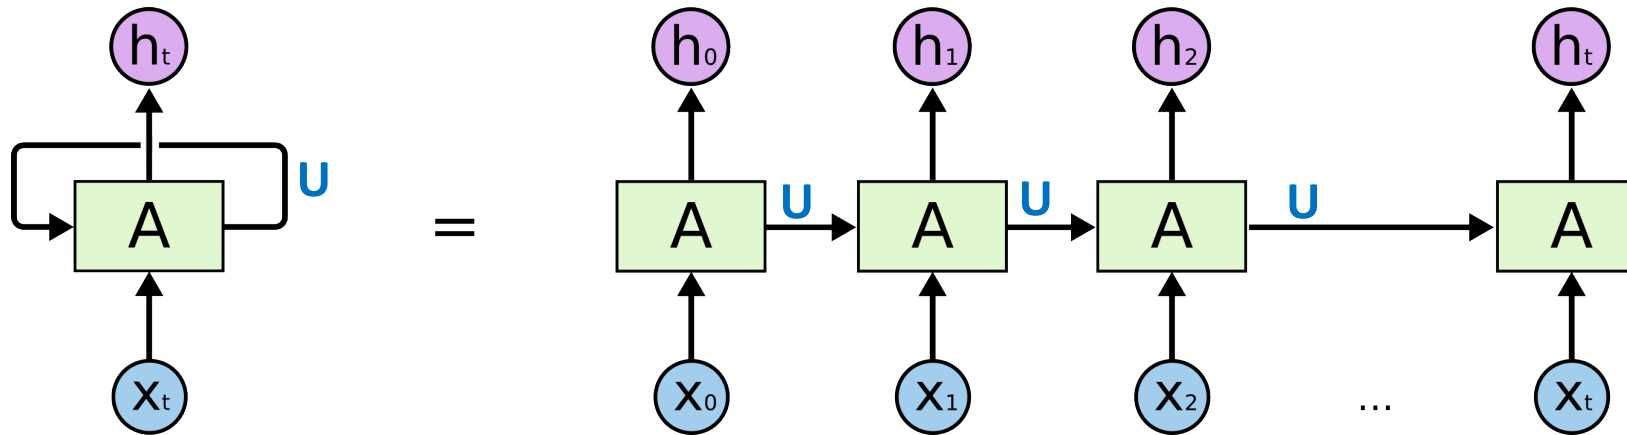 hₜ h₀ h₁ h₂ hₜ
U U U U
A = A A A A
xₜ x₀ x₁ x₂ ... xₜ